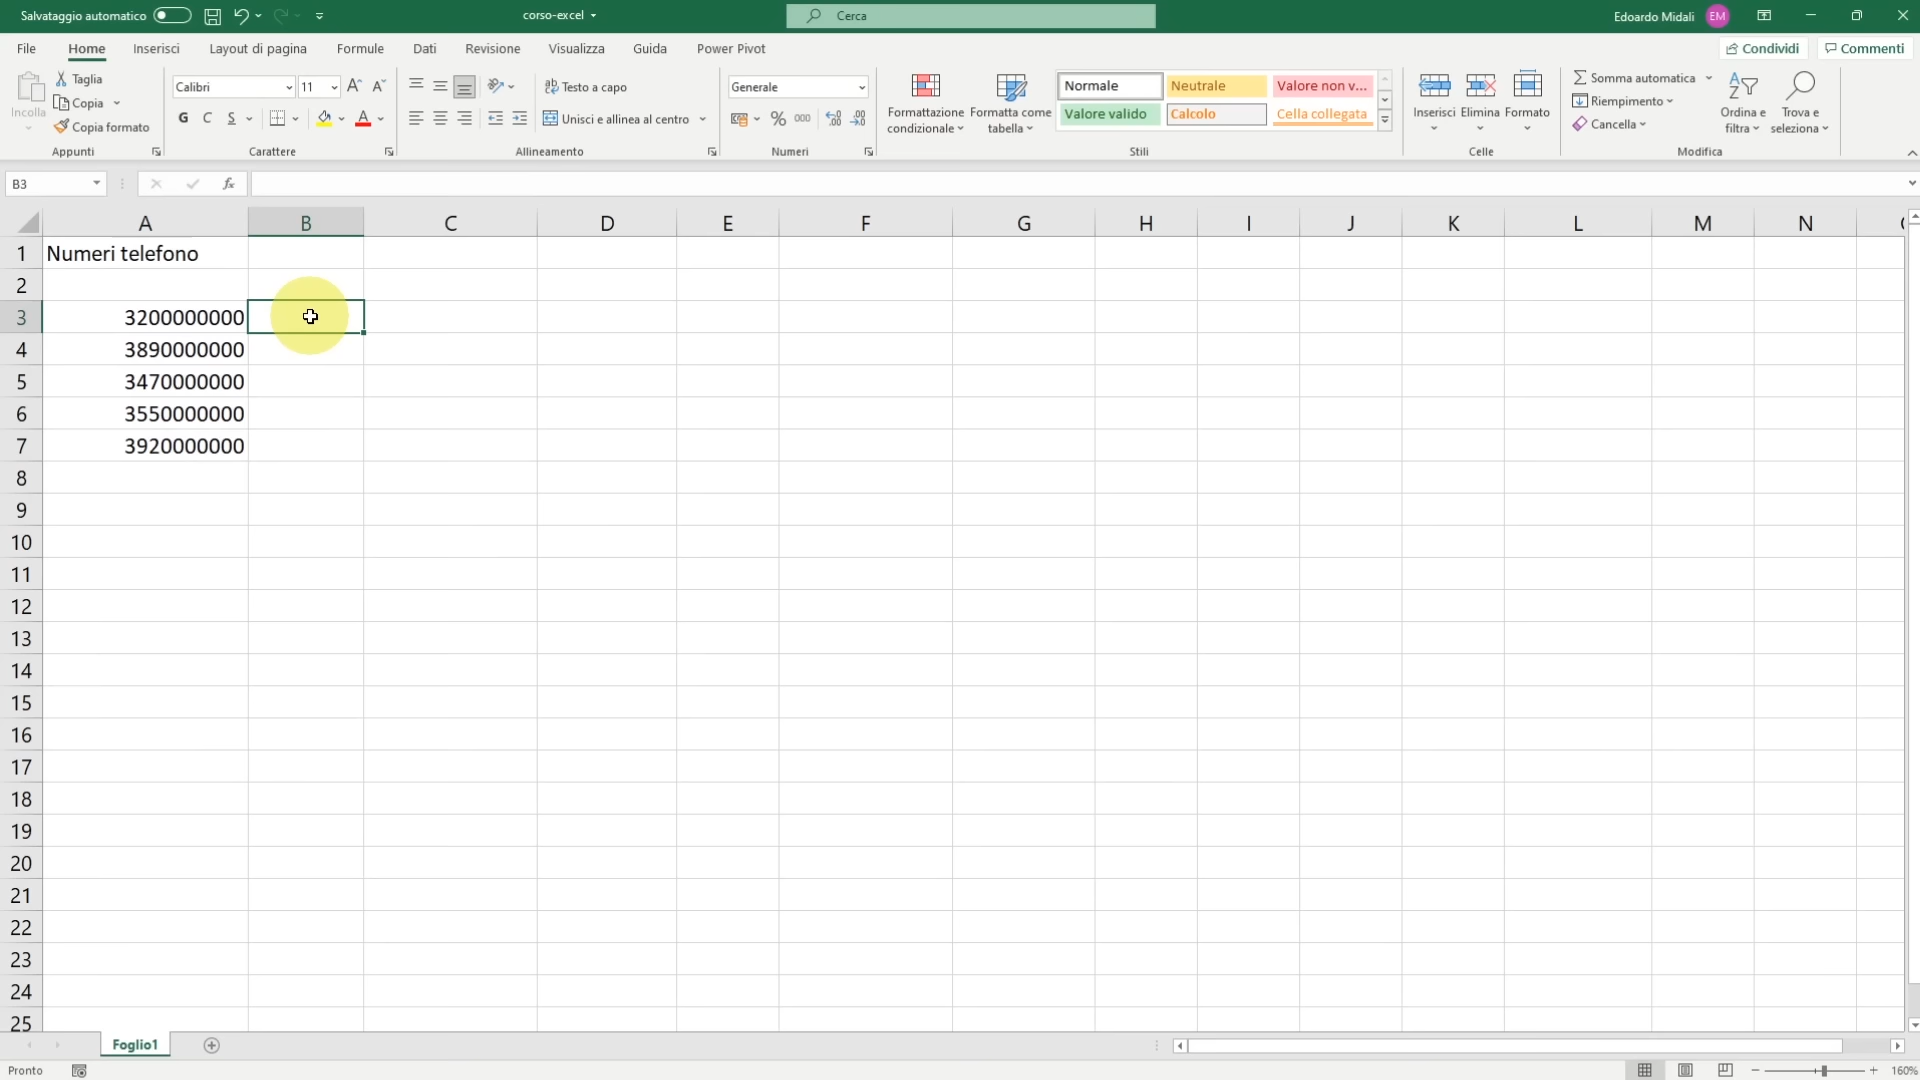 Salvataggio automatico
corso-excel
Cerca
Edoardo Midali
EM
File
Home
Inserisci
Layout di pagina
Formule
Dati
Revisione
Visualizza
Guida
Power Pivot
Condividi
Commenti
Incolla
Taglia
Copia
Copia formato
Appunti
Calibri
11
G
C
S
A
Carattere
Testo a capo
Unisci e allinea al centro
Allineamento
Generale
%
000
Numeri
Formattazione condizionale
Formatta come tabella
Normale
Neutrale
Valore non v...
Valore valido
Calcolo
Cella collegata
Stili
Inserisci
Elimina
Formato
Celle
Somma automatica
Riempimento
Cancella
Ordina e filtra
Trova e seleziona
Modifica
B3
fx
A B C D E F G H I J K L M N
1 Numeri telefono
2
3 3200000000
4 3890000000
5 3470000000
6 3550000000
7 3920000000
8
9
10
11
12
13
14
15
16
17
18
19
20
21
22
23
24
25
Foglio1
Pronto
160%